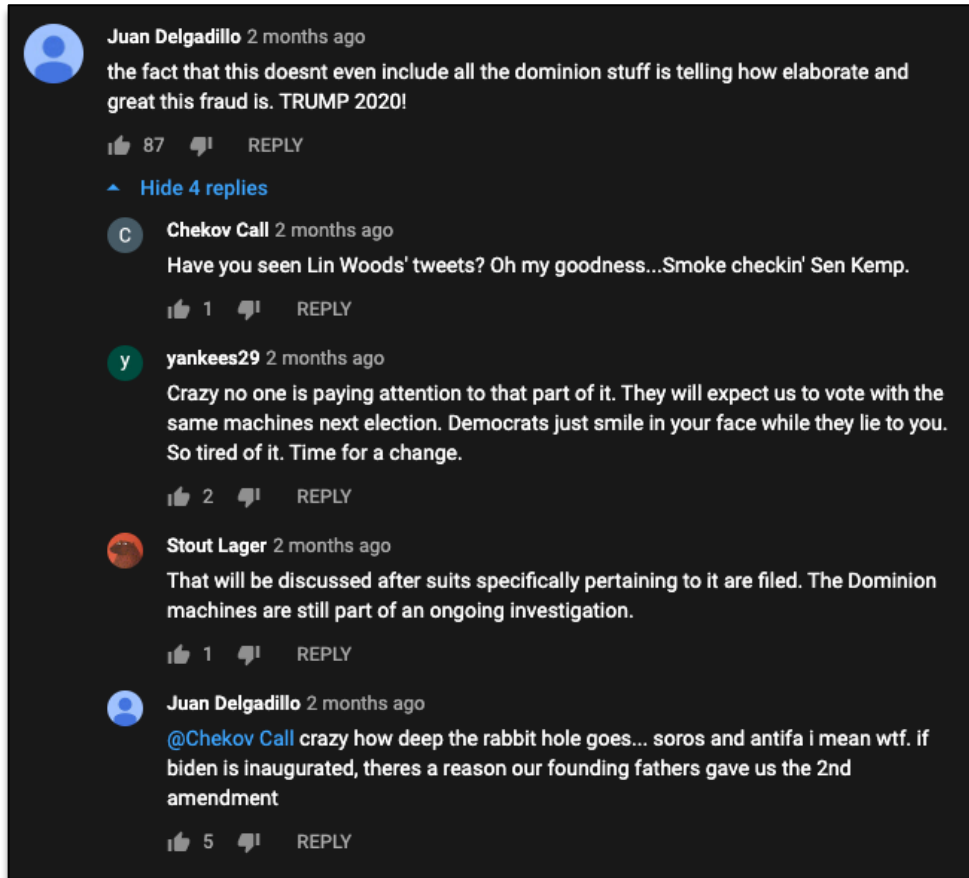 Juan Delgadillo 2 months ago
the fact that this doesnt even include all the dominion stuff is telling how elaborate and
great this fraud is. TRUMP 2020!
87 REPLY
Hide 4 replies
C
Chekov Call 2 months ago
Have you seen Lin Woods' tweets? Oh my goodness...Smoke checkin' Sen Kemp.
1 REPLY
y
yankees29 2 months ago
Crazy no one is paying attention to that part of it. They will expect us to vote with the
same machines next election. Democrats just smile in your face while they lie to you.
So tired of it. Time for a change.
2 REPLY
Stout Lager 2 months ago
That will be discussed after suits specifically pertaining to it are filed. The Dominion
machines are still part of an ongoing investigation.
1 REPLY
Juan Delgadillo 2 months ago
@Chekov Call crazy how deep the rabbit hole goes... soros and antifa i mean wtf. if
biden is inaugurated, theres a reason our founding fathers gave us the 2nd
amendment
5 REPLY